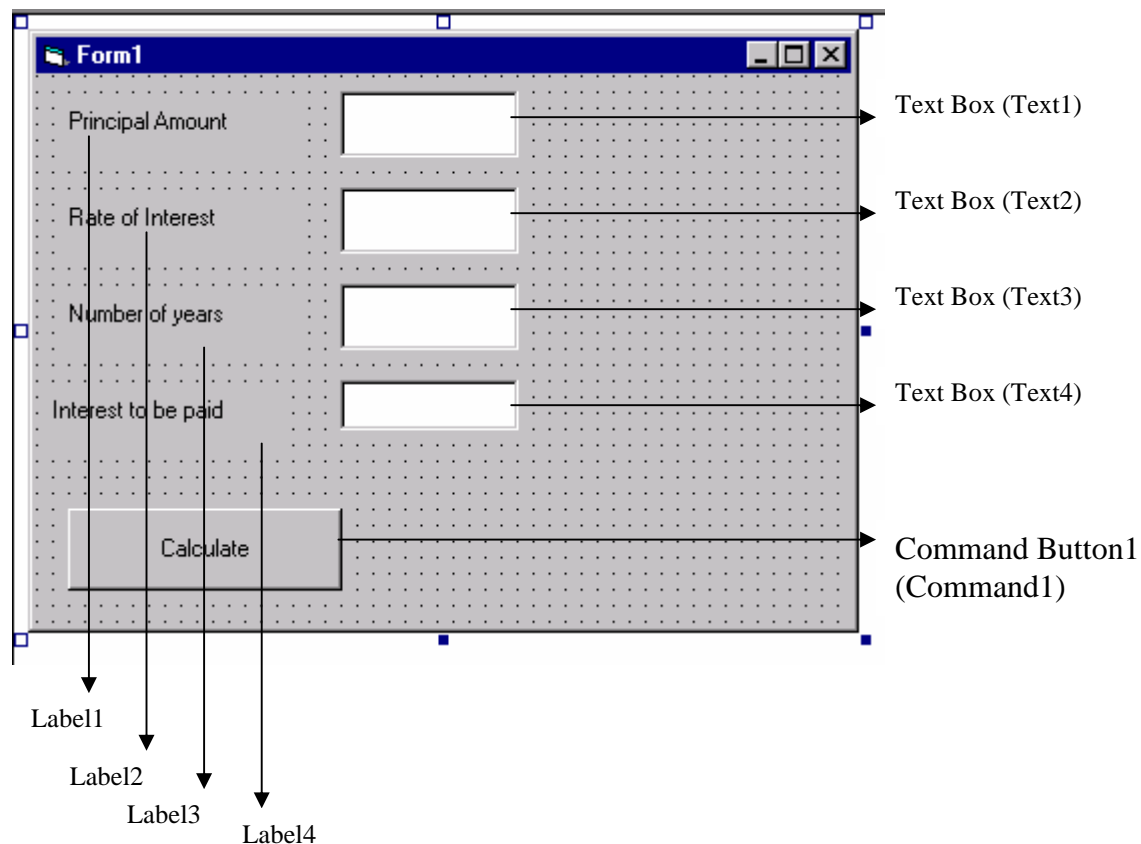 Form1
Principal Amount
Text Box (Text1)
Rate of Interest
Text Box (Text2)
Number of years
Text Box (Text3)
Interest to be paid
Text Box (Text4)
Calculate
Command Button1
(Command1)
Label1
Label2
Label3
Label4